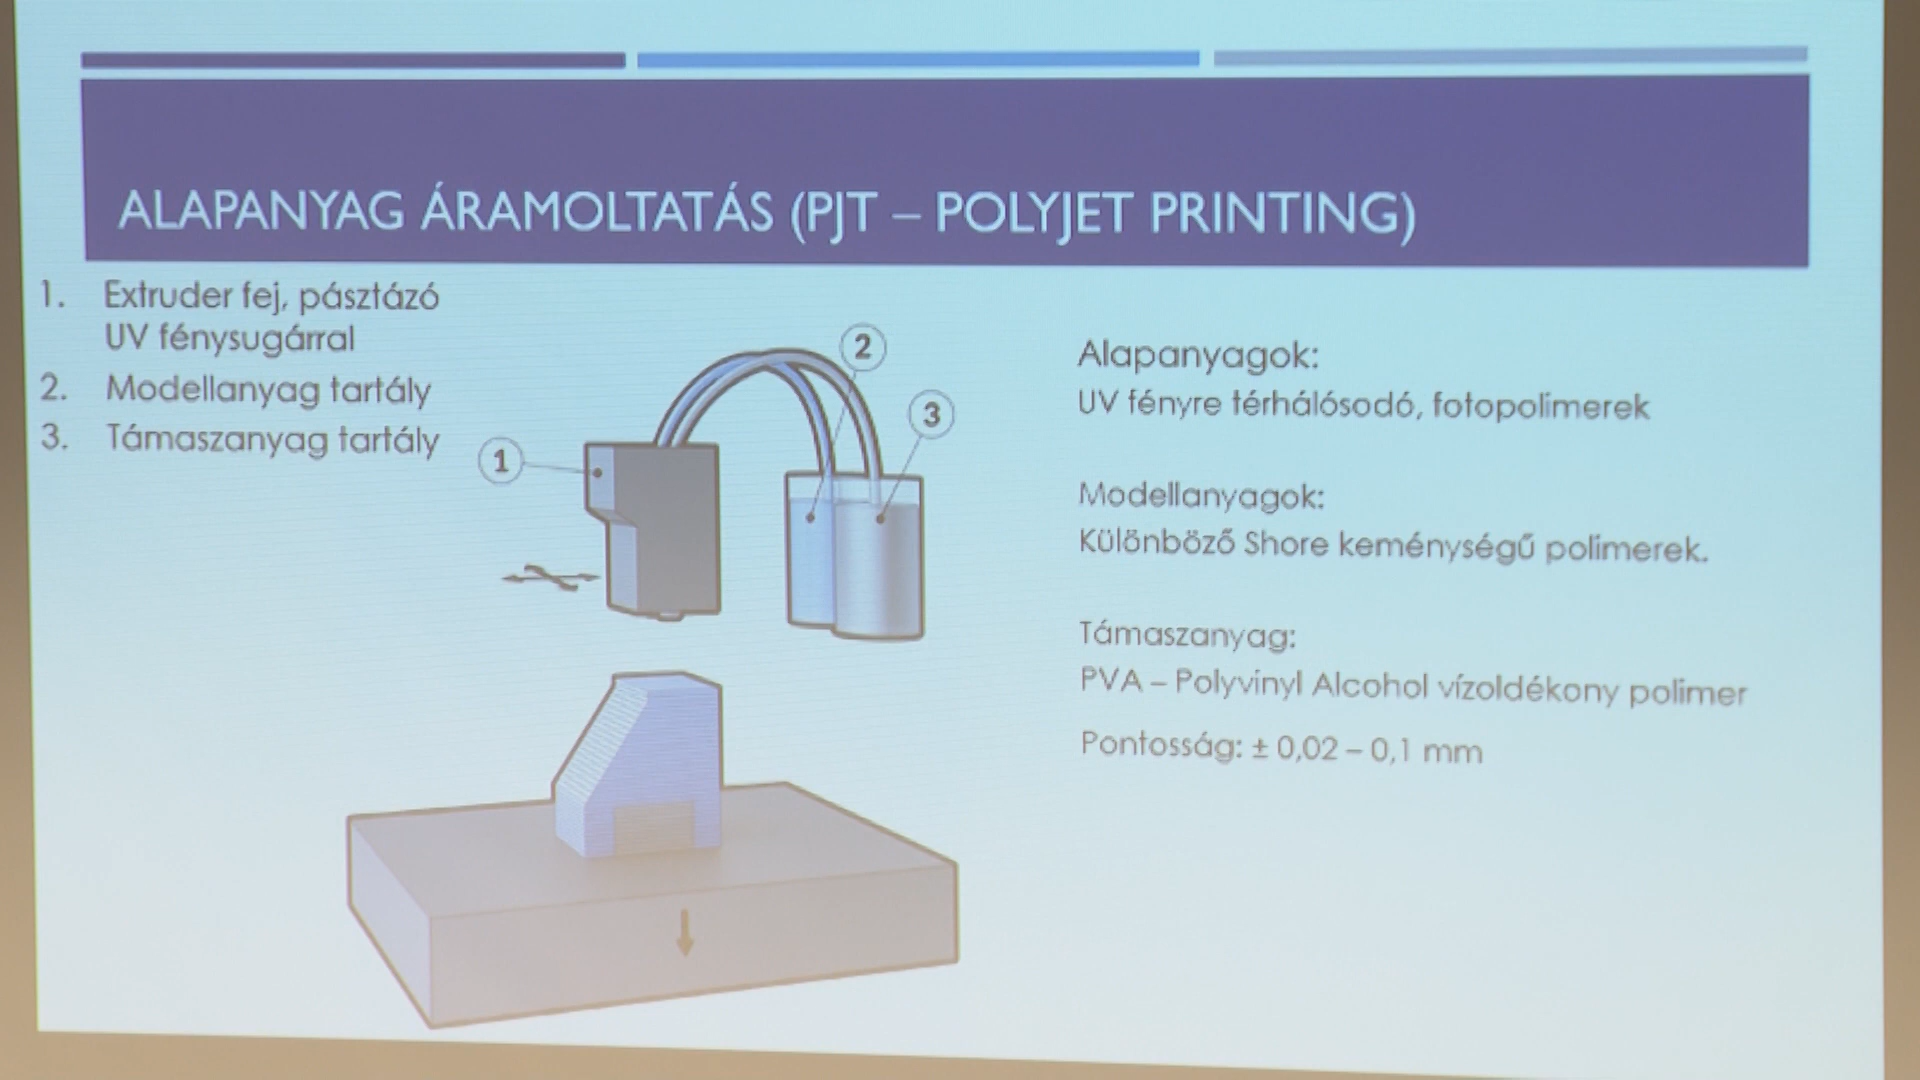 ALAPANYAG ÁRAMOLTATÁS (PJT – POLYJET PRINTING)
1. Extruder fej, pásztázó
UV fénysugárral
2. Modellanyag tartály
3. Támaszanyag tartály
1
2
3
Alapanyagok:
UV fényre térhálósodó, fotopolimerek
Modellanyagok:
Különböző Shore keménységű polimerek.
Támaszanyag:
PVA – Polyvinyl Alcohol vízoldékony polimer
Pontosság: ± 0,02 – 0,1 mm